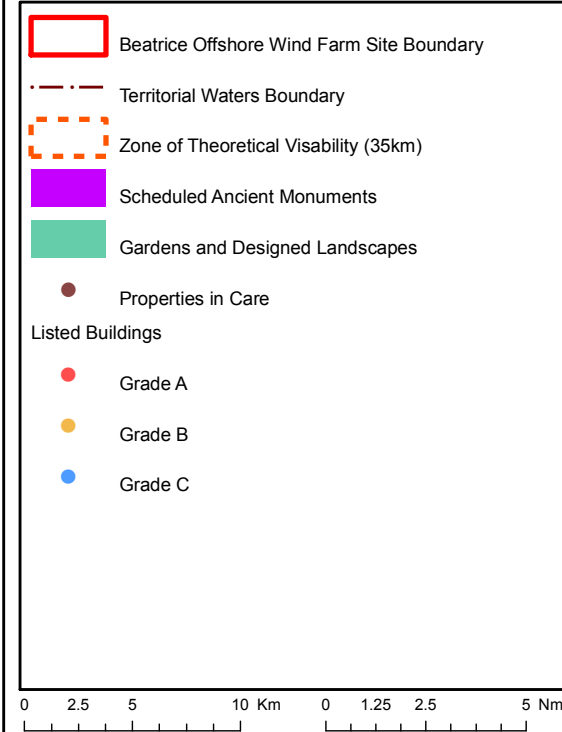 Beatrice Offshore Wind Farm Site Boundary
Territorial Waters Boundary
Zone of Theoretical Visability (35km)
Scheduled Ancient Monuments
Gardens and Designed Landscapes
Properties in Care
Listed Buildings
Grade A
Grade B
Grade C
0 2.5 5 10 Km 0 1.25 2.5 5 Nm